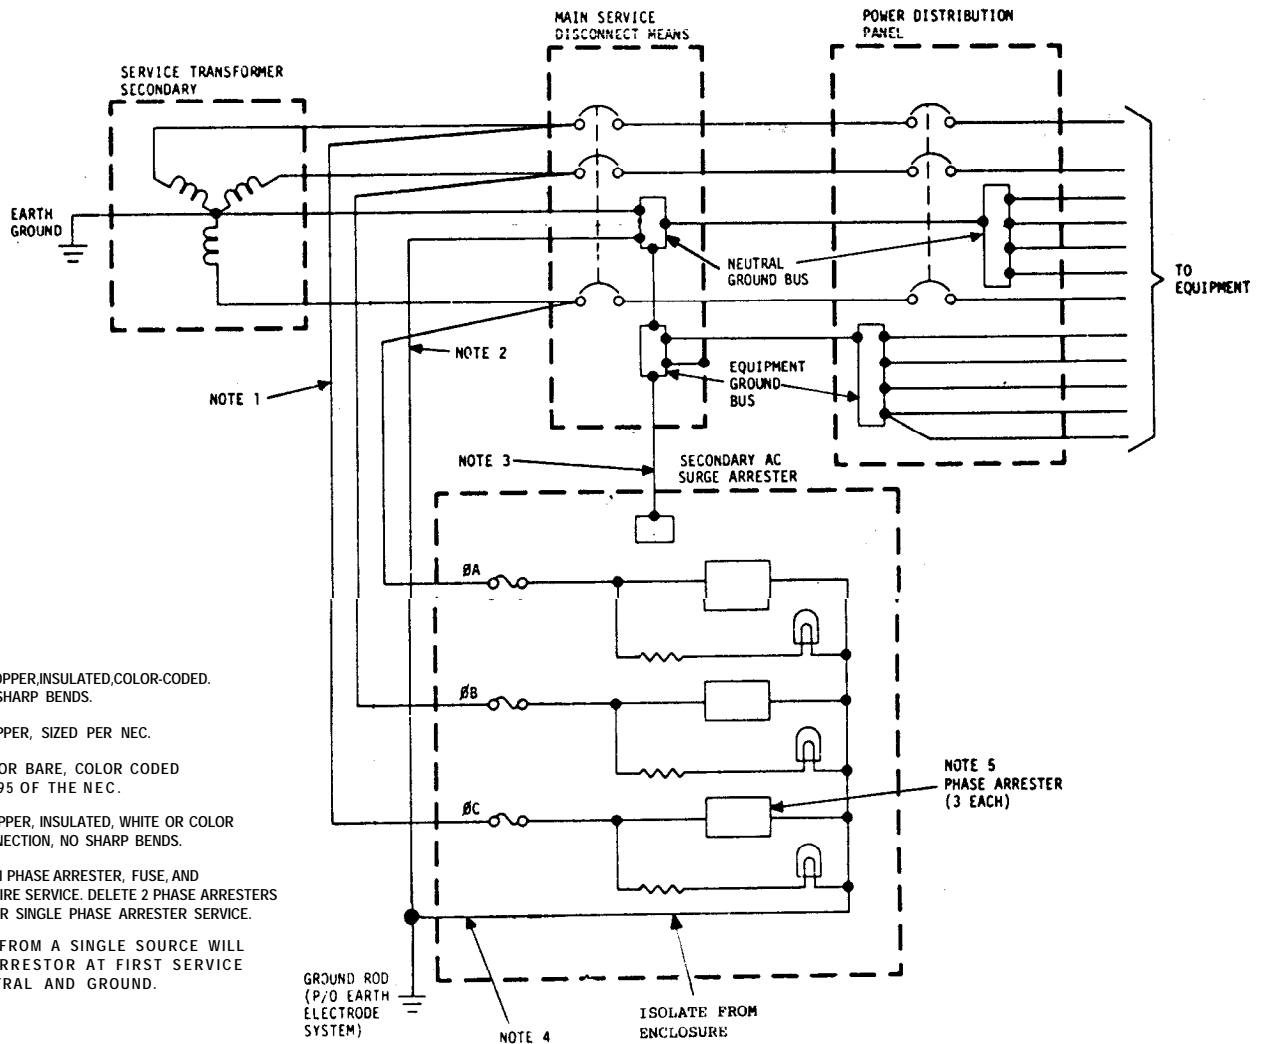 MAIN SERVICE
DISCONNECT MEANS
POWER DISTRIBUTION
PANEL
SERVICE TRANSFORMER
SECONDARY
EARTH
GROUND
NEUTRAL
GROUND BUS
TO
EQUIPMENT
NOTE 2
EQUIPMENT
GROUND
BUS
NOTE 1
NOTE 3
SECONDARY AC
SURGE ARRESTER
ØA
ØB
ØC
NOTE 5
PHASE ARRESTER
(3 EACH)
OPPER,INSULATED,COLOR-CODED.
SHARP BENDS.
PPER, SIZED PER NEC.
OR BARE, COLOR CODED
95 OF THE NEC.
PPER, INSULATED, WHITE OR COLOR
NECTION, NO SHARP BENDS.
PHASE ARRESTER, FUSE, AND
IRE SERVICE. DELETE 2 PHASE ARRESTERS
R SINGLE PHASE ARRESTER SERVICE.
FROM A SINGLE SOURCE WILL
RRESTOR AT FIRST SERVICE
TRAL AND GROUND.
GROUND ROD
(P/O EARTH
ELECTRODE
SYSTEM)
NOTE 4
ISOLATE FROM
ENCLOSURE